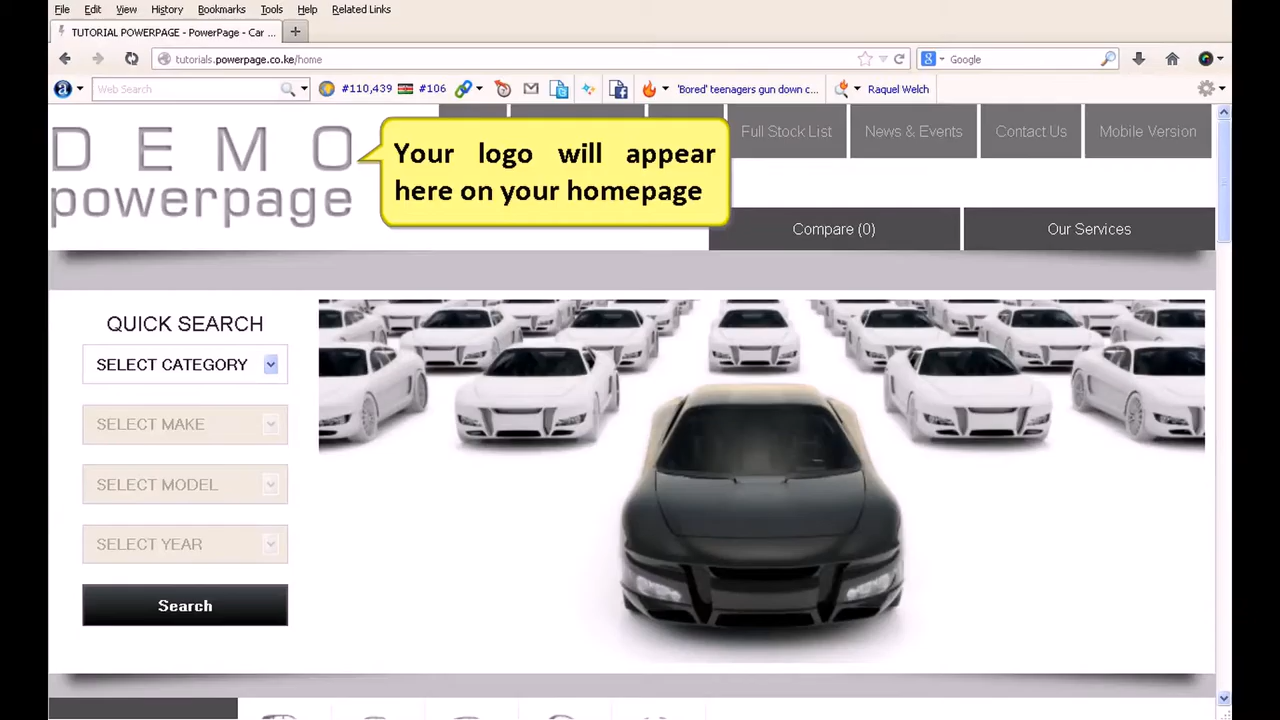 File Edit View History Bookmarks Tools Help Related Links
TUTORIAL POWERPAGE - PowerPage - Car ...
tutorials.powerpage.co.ke/home
Google
Web Search
#110,439
#106
'Bored' teenagers gun down c...
Raquel Welch
DEMO
powerpage
Your logo will appear
here on your homepage
Full Stock List
News & Events
Contact Us
Mobile Version
Compare (0)
Our Services
QUICK SEARCH
SELECT CATEGORY
SELECT MAKE
SELECT MODEL
SELECT YEAR
Search